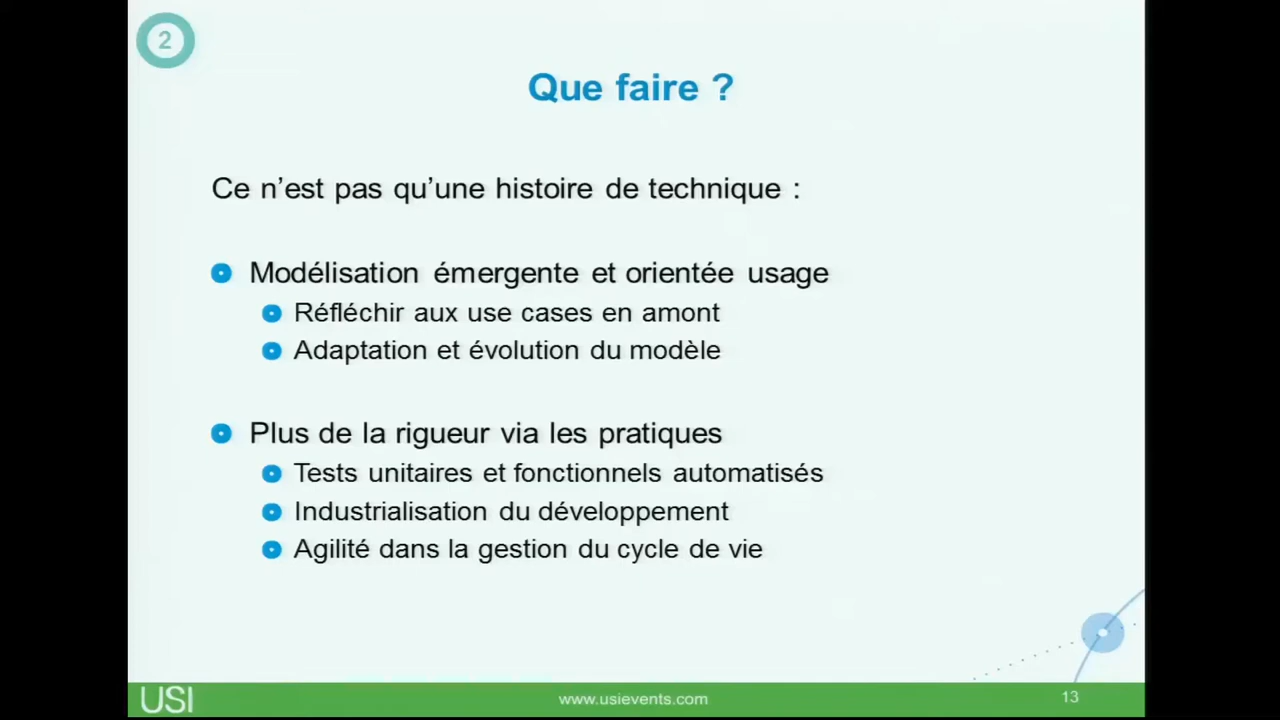 2
Que faire ?
Ce n’est pas qu’une histoire de technique :
Modélisation émergente et orientée usage
Réfléchir aux use cases en amont
Adaptation et évolution du modèle
Plus de la rigueur via les pratiques
Tests unitaires et fonctionnels automatisés
Industrialisation du développement
Agilité dans la gestion du cycle de vie
USI
www.usievents.com
13